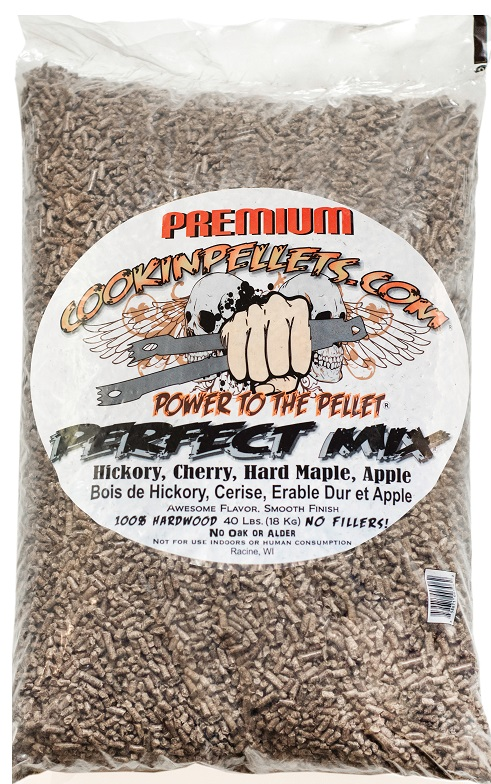 PREMIUM
COOKINPELLETS.COM
POWER TO THE PELLET®
PERFECT MIX
Hickory, Cherry, Hard Maple, Apple
Bois de Hickory, Cerise, Erable Dur et Apple
AWESOME FLAVOR. SMOOTH FINISH
100% HARDWOOD 40 LBS. (18 KG) NO FILLERS!
NO OAK OR ALDER
NOT FOR USE INDOORS OR HUMAN CONSUMPTION
Racine, WI